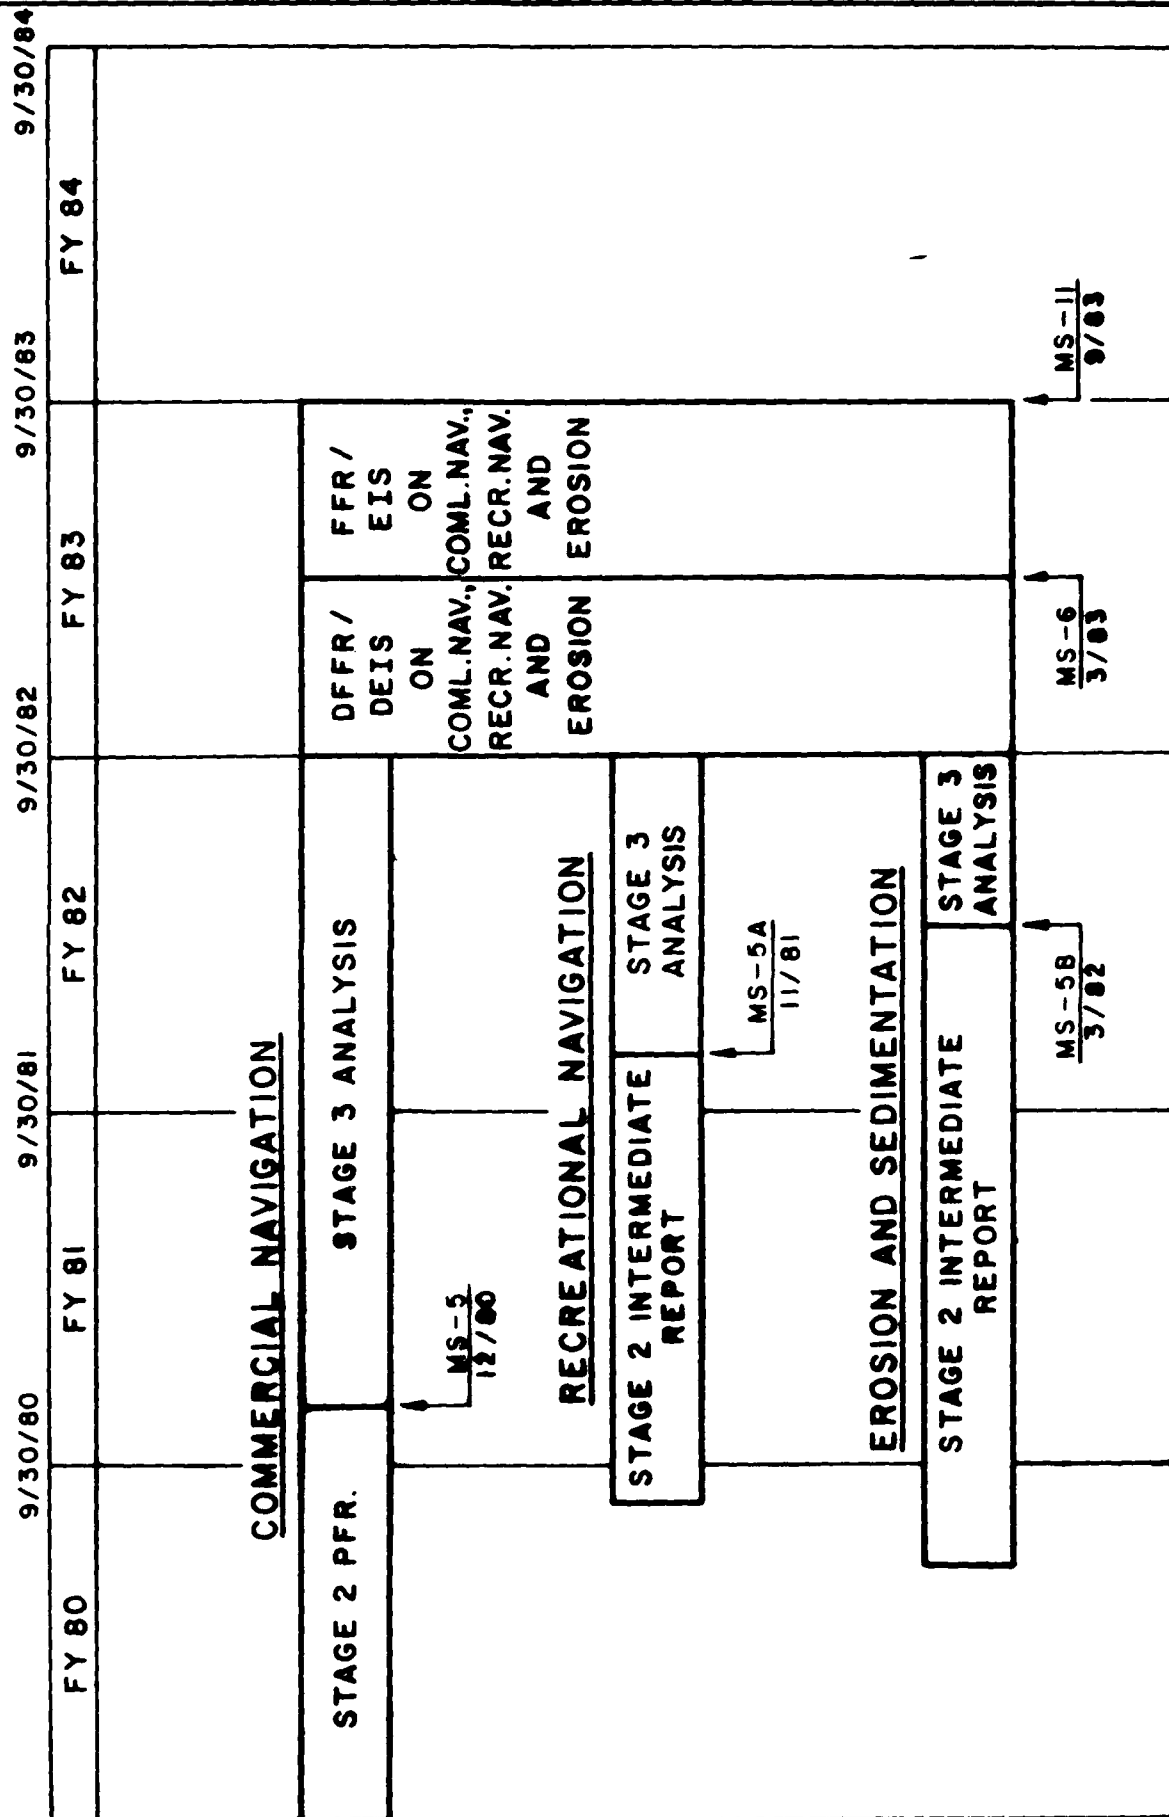 9/30/80
9/30/81
9/30/82
9/30/83
9/30/84
FY 80
FY 81
FY 82
FY 83
FY 84
COMMERCIAL NAVIGATION
STAGE 2 PFR.
STAGE 3 ANALYSIS
MS-5
12/80
RECREATIONAL NAVIGATION
STAGE 2 INTERMEDIATE
REPORT
STAGE 3
ANALYSIS
MS-5A
11/81
EROSION AND SEDIMENTATION
STAGE 2 INTERMEDIATE
REPORT
STAGE 3
ANALYSIS
MS-5B
3/82
DFFR/
DEIS
ON
COML.NAV.,
RECR.NAV.
AND
EROSION
MS-6
3/83
FFR/
EIS
ON
COML.NAV.,
RECR.NAV.
AND
EROSION
MS-11
9/83